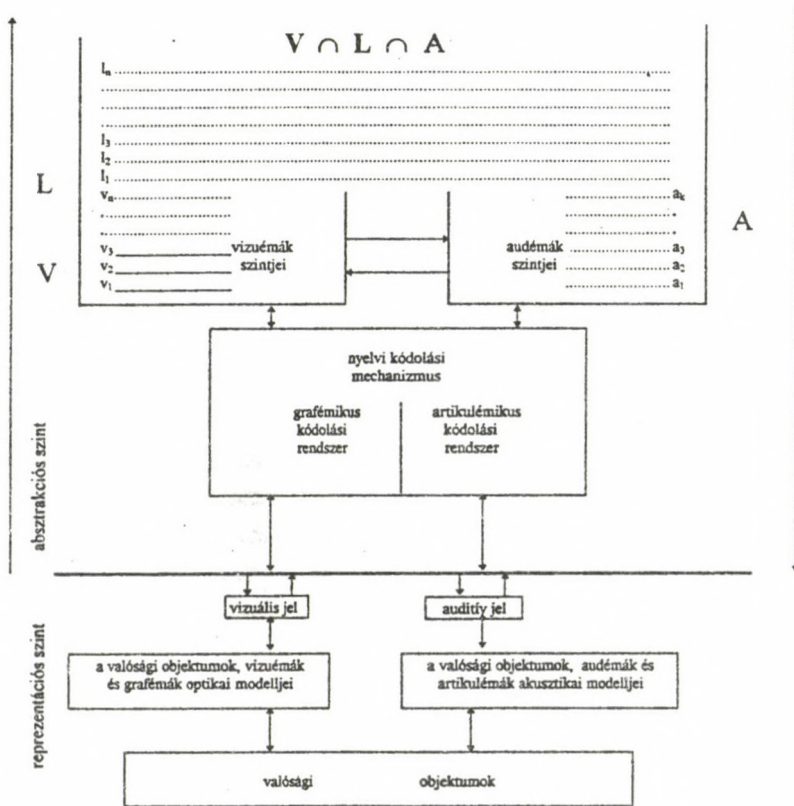 V ∩ L ∩ A
lₙ
l₃
l₂
l₁
L
vₙ
aₖ
A
v₃
vizuémák
audémák
a₃
V
v₂
szintjei
szintjei
a₂
v₁
a₁
nyelvi kódolási
mechanizmus
grafémikus
kódolási
rendszer
artikulémikus
kódolási
rendszer
absztrakciós szint
vizuális jel
auditív jel
reprezentációs szint
a valósági objektumok, vizuémák
és grafémák optikai modelljei
a valósági objektumok, audémák és
artikulémák akusztikai modelljei
valósági objektumok